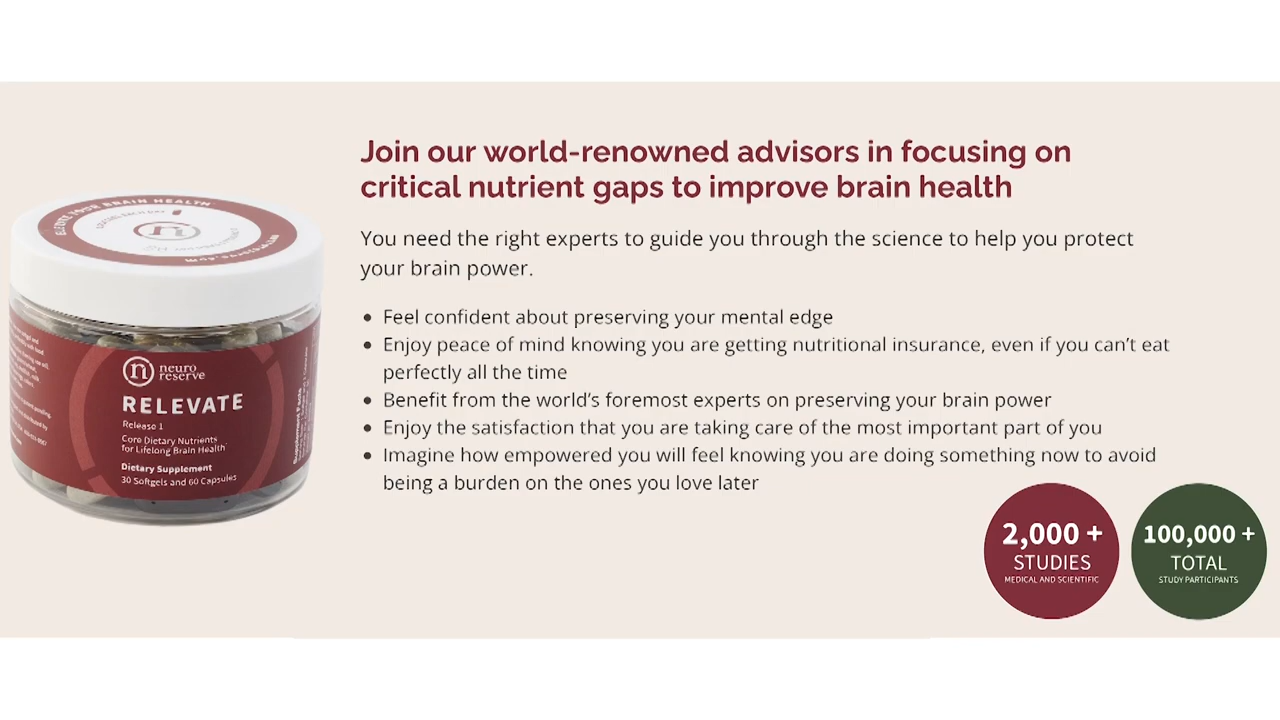 Join our world-renowned advisors in focusing on
critical nutrient gaps to improve brain health
You need the right experts to guide you through the science to help you protect
your brain power.
Feel confident about preserving your mental edge
Enjoy peace of mind knowing you are getting nutritional insurance, even if you can't eat
perfectly all the time
Benefit from the world's foremost experts on preserving your brain power
Enjoy the satisfaction that you are taking care of the most important part of you
Imagine how empowered you will feel knowing you are doing something now to avoid
being a burden on the ones you love later
YOUR BRAIN HEALTH
neuro
reserve
RELEVATE
Release 1
Core Dietary Nutrients
for Lifelong Brain Health
Dietary Supplement
30 Softgels and 60 Capsules
2,000 +
STUDIES
MEDICAL AND SCIENTIFIC
100,000 +
TOTAL
STUDY PARTICIPANTS